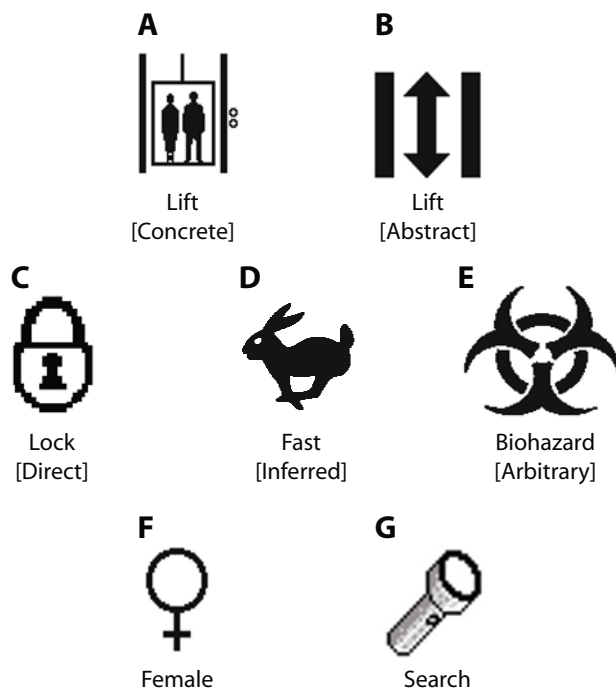 A
B
Lift
[Concrete]
Lift
[Abstract]
C
D
E
Lock
[Direct]
Fast
[Inferred]
Biohazard
[Arbitrary]
F
G
Female
Search